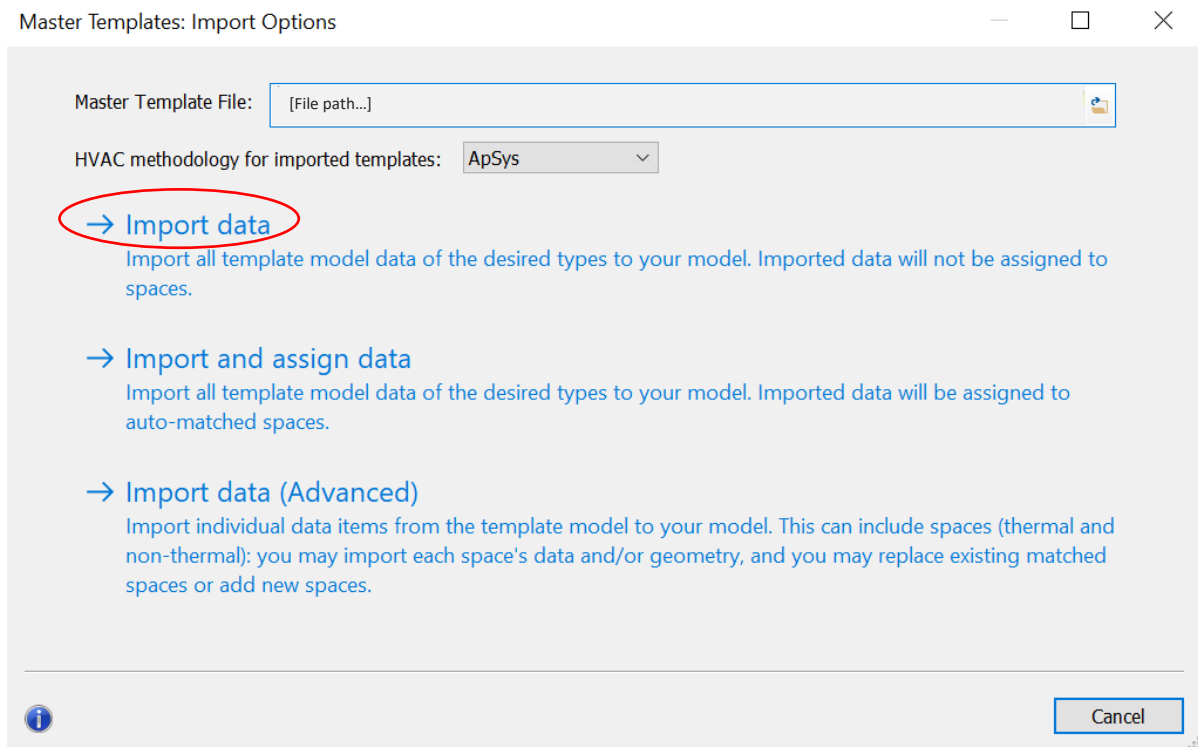 Master Templates: Import Options
Master Template File:
[File path...]
HVAC methodology for imported templates:
ApSys
Import data
Import all template model data of the desired types to your model. Imported data will not be assigned to
spaces.
Import and assign data
Import all template model data of the desired types to your model. Imported data will be assigned to
auto-matched spaces.
Import data (Advanced)
Import individual data items from the template model to your model. This can include spaces (thermal and
non-thermal): you may import each space's data and/or geometry, and you may replace existing matched
spaces or add new spaces.
Cancel